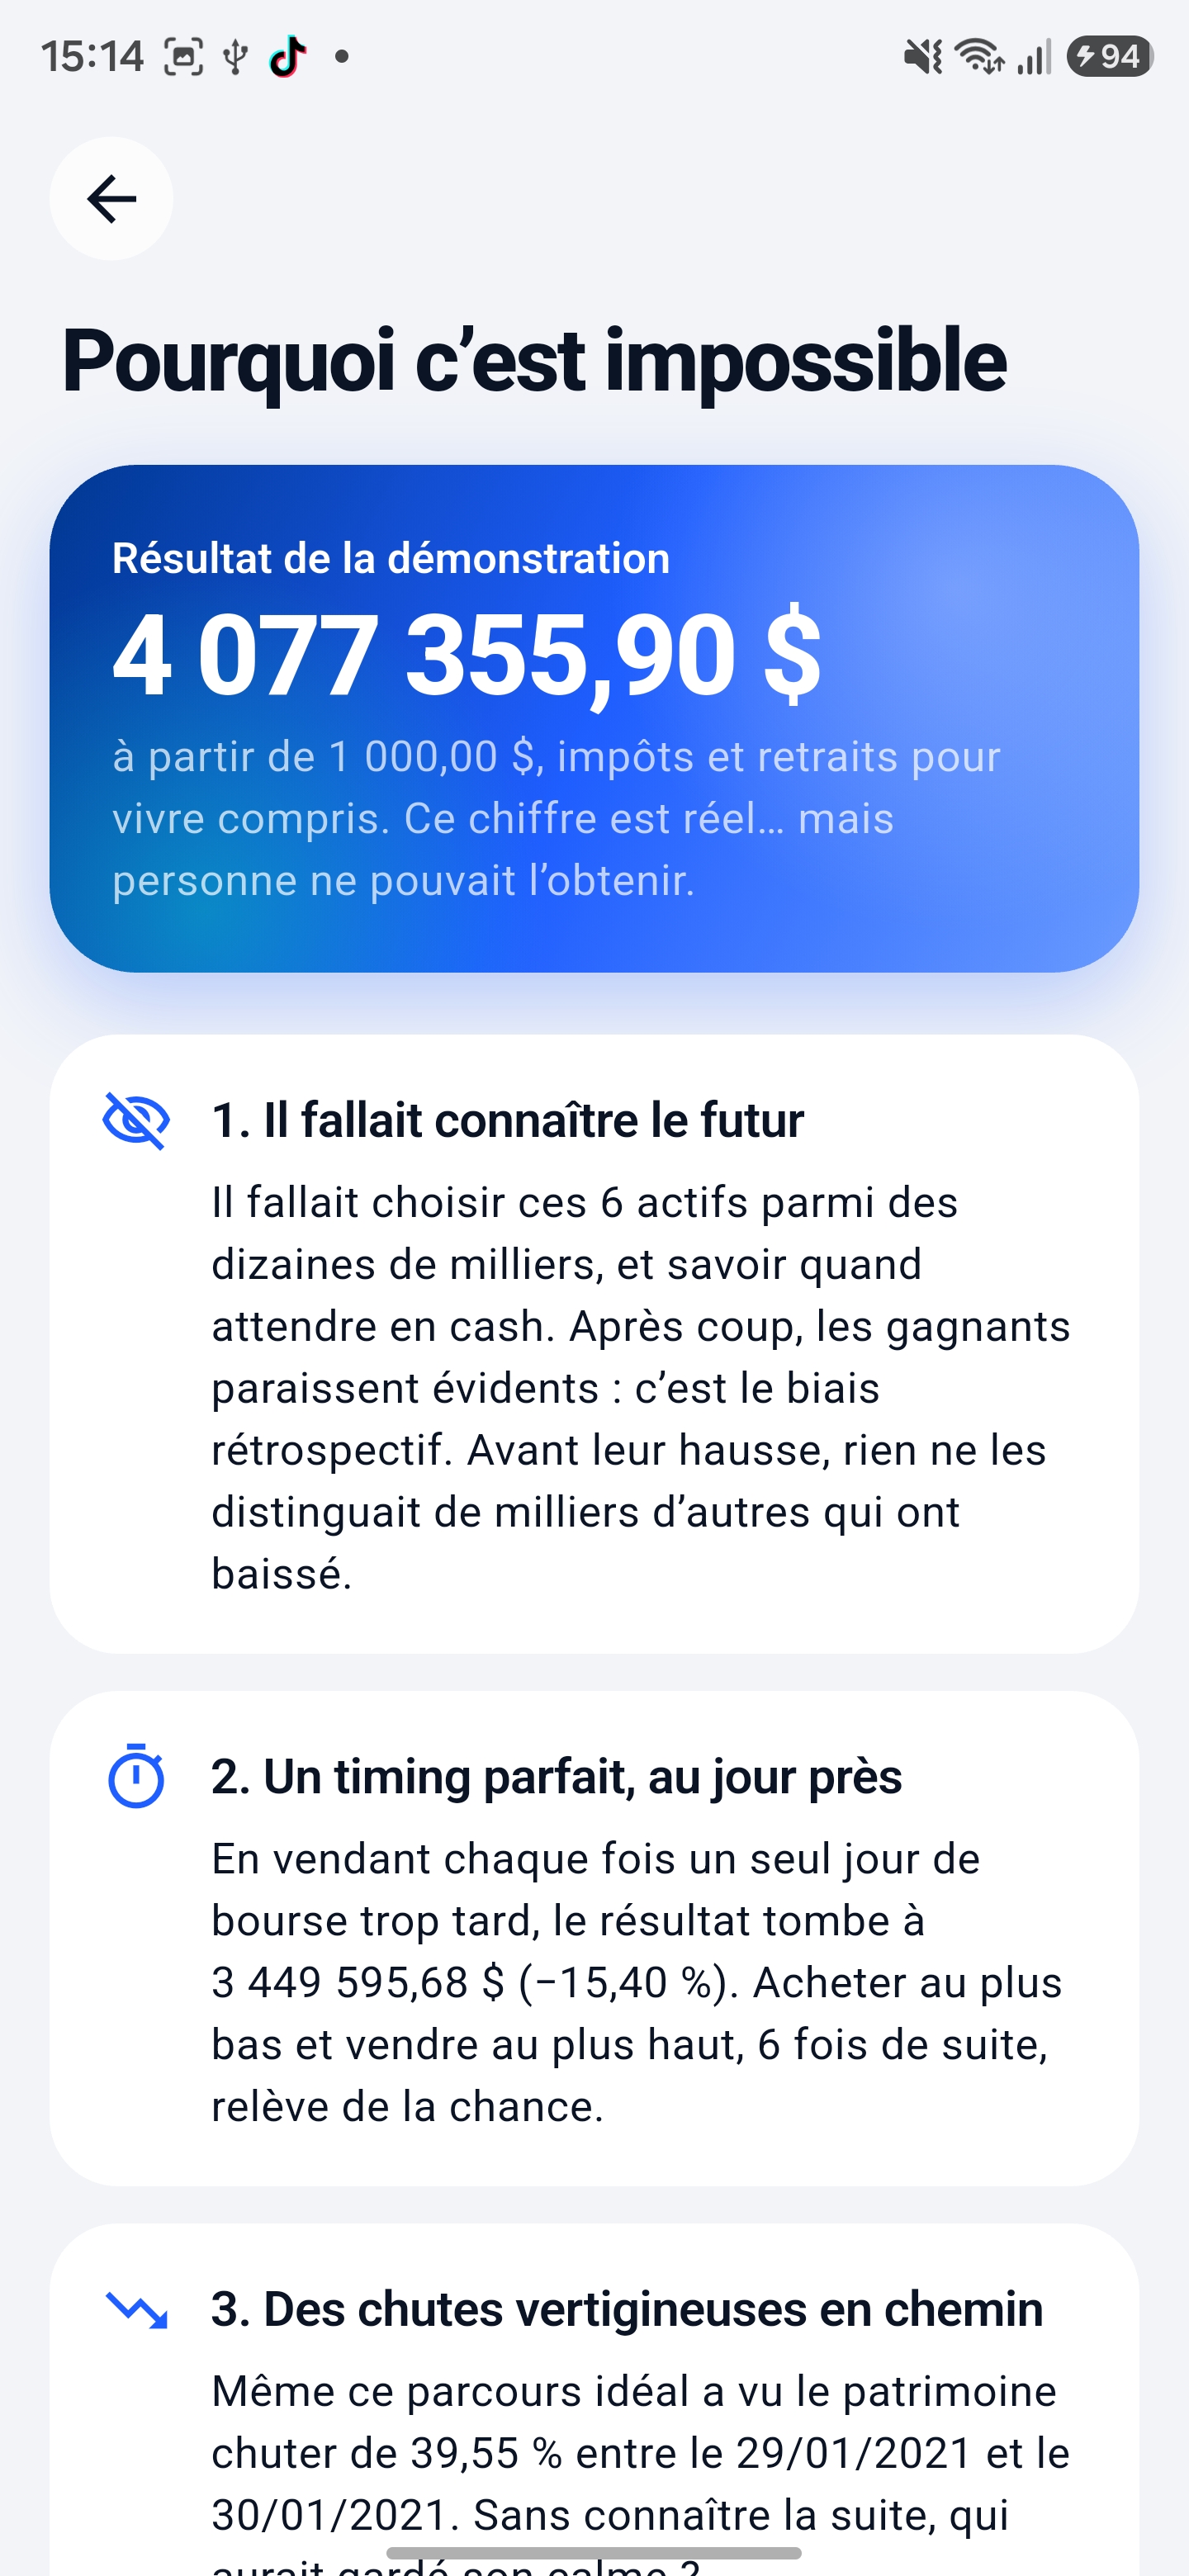 15:14
94
Pourquoi c’est impossible
Résultat de la démonstration
4 077 355,90 $
à partir de 1 000,00 $, impôts et retraits pour
vivre compris. Ce chiffre est réel… mais
personne ne pouvait l’obtenir.
1. Il fallait connaître le futur
Il fallait choisir ces 6 actifs parmi des
dizaines de milliers, et savoir quand
attendre en cash. Après coup, les gagnants
paraissent évidents : c’est le biais
rétrospectif. Avant leur hausse, rien ne les
distinguait de milliers d’autres qui ont
baissé.
2. Un timing parfait, au jour près
En vendant chaque fois un seul jour de
bourse trop tard, le résultat tombe à
3 449 595,68 $ (−15,40 %). Acheter au plus
bas et vendre au plus haut, 6 fois de suite,
relève de la chance.
3. Des chutes vertigineuses en chemin
Même ce parcours idéal a vu le patrimoine
chuter de 39,55 % entre le 29/01/2021 et le
30/01/2021. Sans connaître la suite, qui
aurait gardé son calme ?